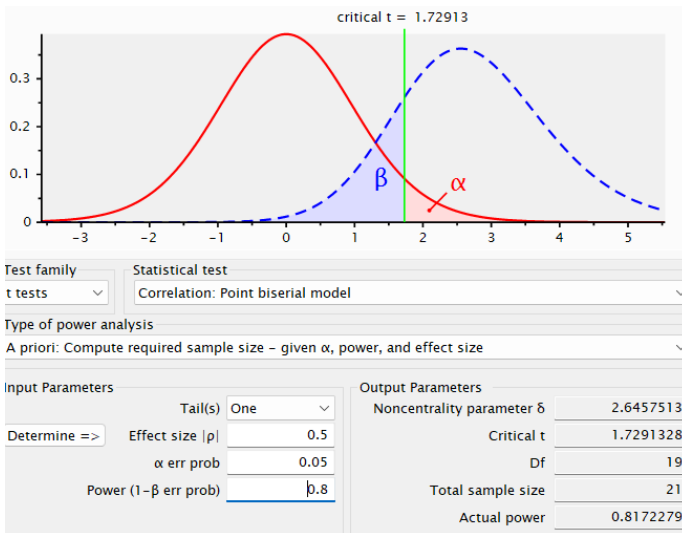 critical t = 1.72913
0.3
0.2
0.1
0
β
α
-3 -2 -1 0 1 2 3 4 5
Test family
Statistical test
t tests
Correlation: Point biserial model
Type of power analysis
A priori: Compute required sample size - given α, power, and effect size
Input Parameters
Output Parameters
Tail(s) One
Noncentrality parameter δ 2.6457513
Determine =>
Effect size |ρ| 0.5
Critical t 1.7291328
α err prob 0.05
Df 19
Power (1-β err prob) 0.8
Total sample size 21
Actual power 0.8172279